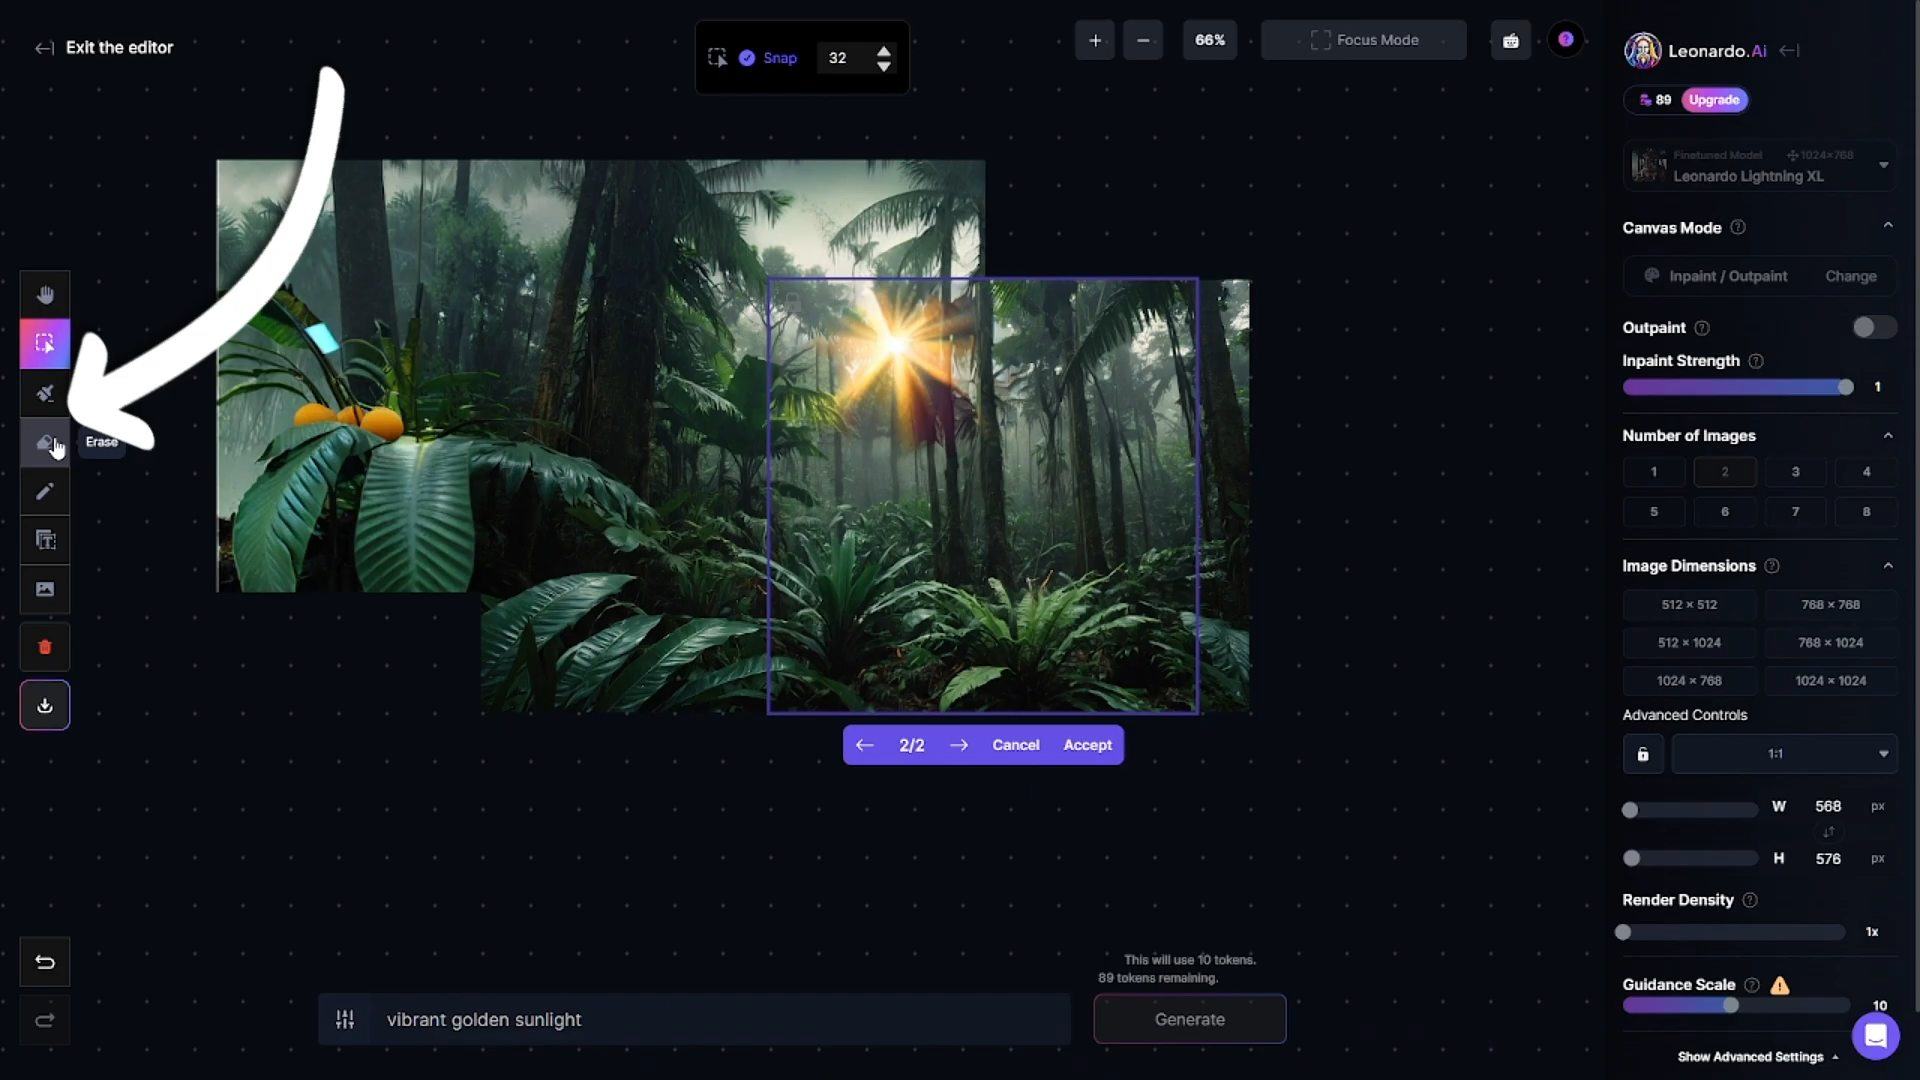 Exit the editor
Snap
32
66%
Focus Mode
Leonardo.Ai
89
Upgrade
Finetuned Model
1024×768
Leonardo Lightning XL
Canvas Mode
Inpaint / Outpaint
Change
Outpaint
Inpaint Strength
1
Erase
Number of Images
1
2
3
4
5
6
7
8
Image Dimensions
512 × 512
768 × 768
512 × 1024
768 × 1024
1024 × 768
1024 × 1024
Advanced Controls
1:1
2/2
Cancel
Accept
W
568
px
H
576
px
Render Density
1x
This will use 10 tokens.
89 tokens remaining.
Guidance Scale
10
vibrant golden sunlight
Generate
Show Advanced Settings